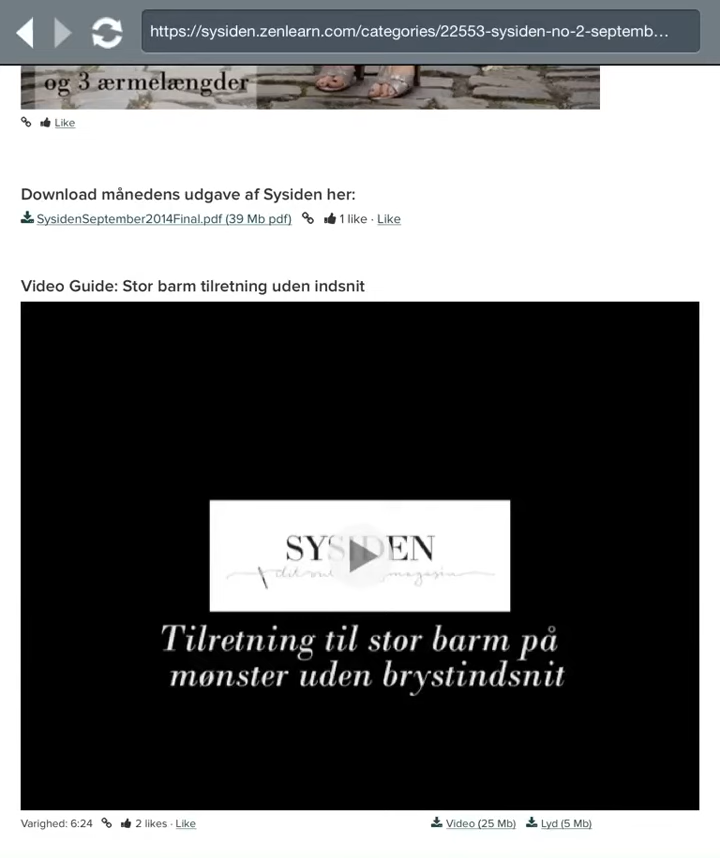 https://sysiden.zenlearn.com/categories/22553-sysiden-no-2-septemb...
og 3 ærmelængder
Like
Download månedens udgave af Sysiden her:
SysidenSeptember2014Final.pdf (39 Mb pdf) 1 like · Like
Video Guide: Stor barm tilretning uden indsnit
SYSIDEN
magasin
Tilretning til stor barm på
mønster uden brystindsnit
Varighed: 6:24 2 likes · Like Video (25 Mb) Lyd (5 Mb)